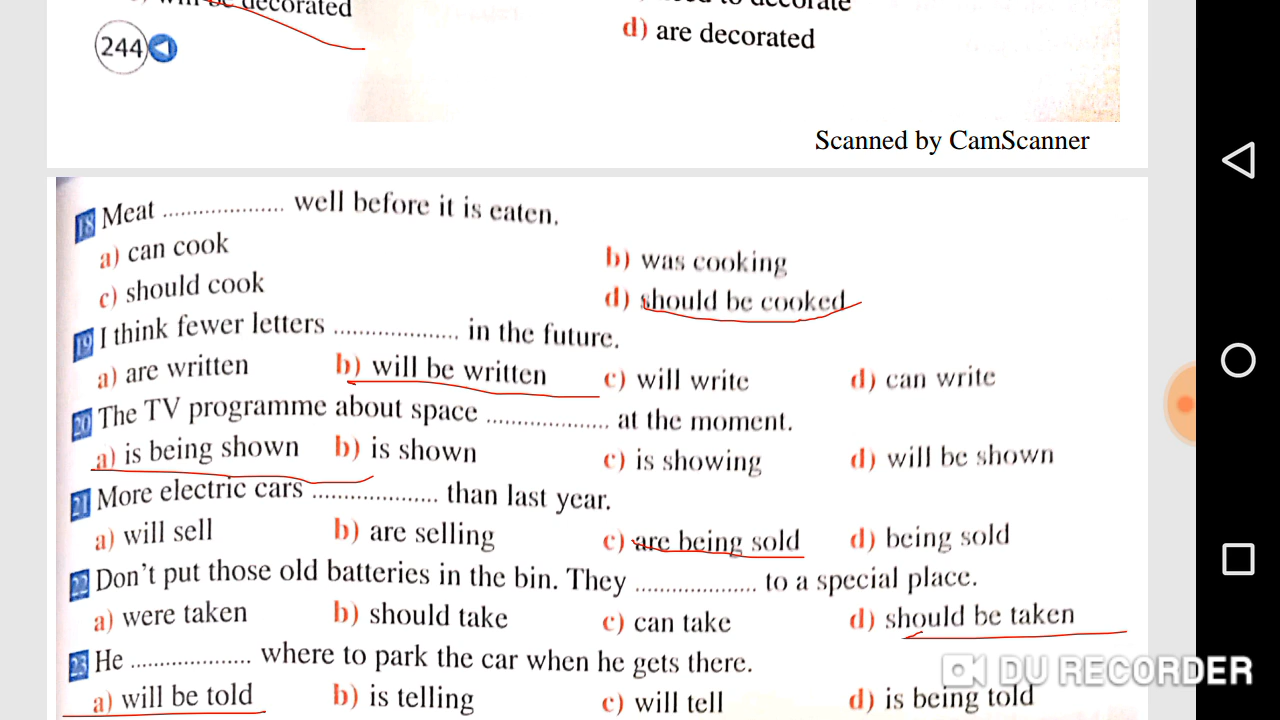 will be decorated
need to decorate
244
d) are decorated
Scanned by CamScanner
18 Meat .................... well before it is eaten.
a) can cook
b) was cooking
c) should cook
d) should be cooked
19 I think fewer letters .................... in the future.
a) are written b) will be written c) will write d) can write
20 The TV programme about space .................... at the moment.
a) is being shown b) is shown c) is showing d) will be shown
21 More electric cars .................... than last year.
a) will sell b) are selling c) are being sold d) being sold
22 Don't put those old batteries in the bin. They .................... to a special place.
a) were taken b) should take c) can take d) should be taken
23 He .................... where to park the car when he gets there.
a) will be told b) is telling c) will tell d) is being told
DU RECORDER